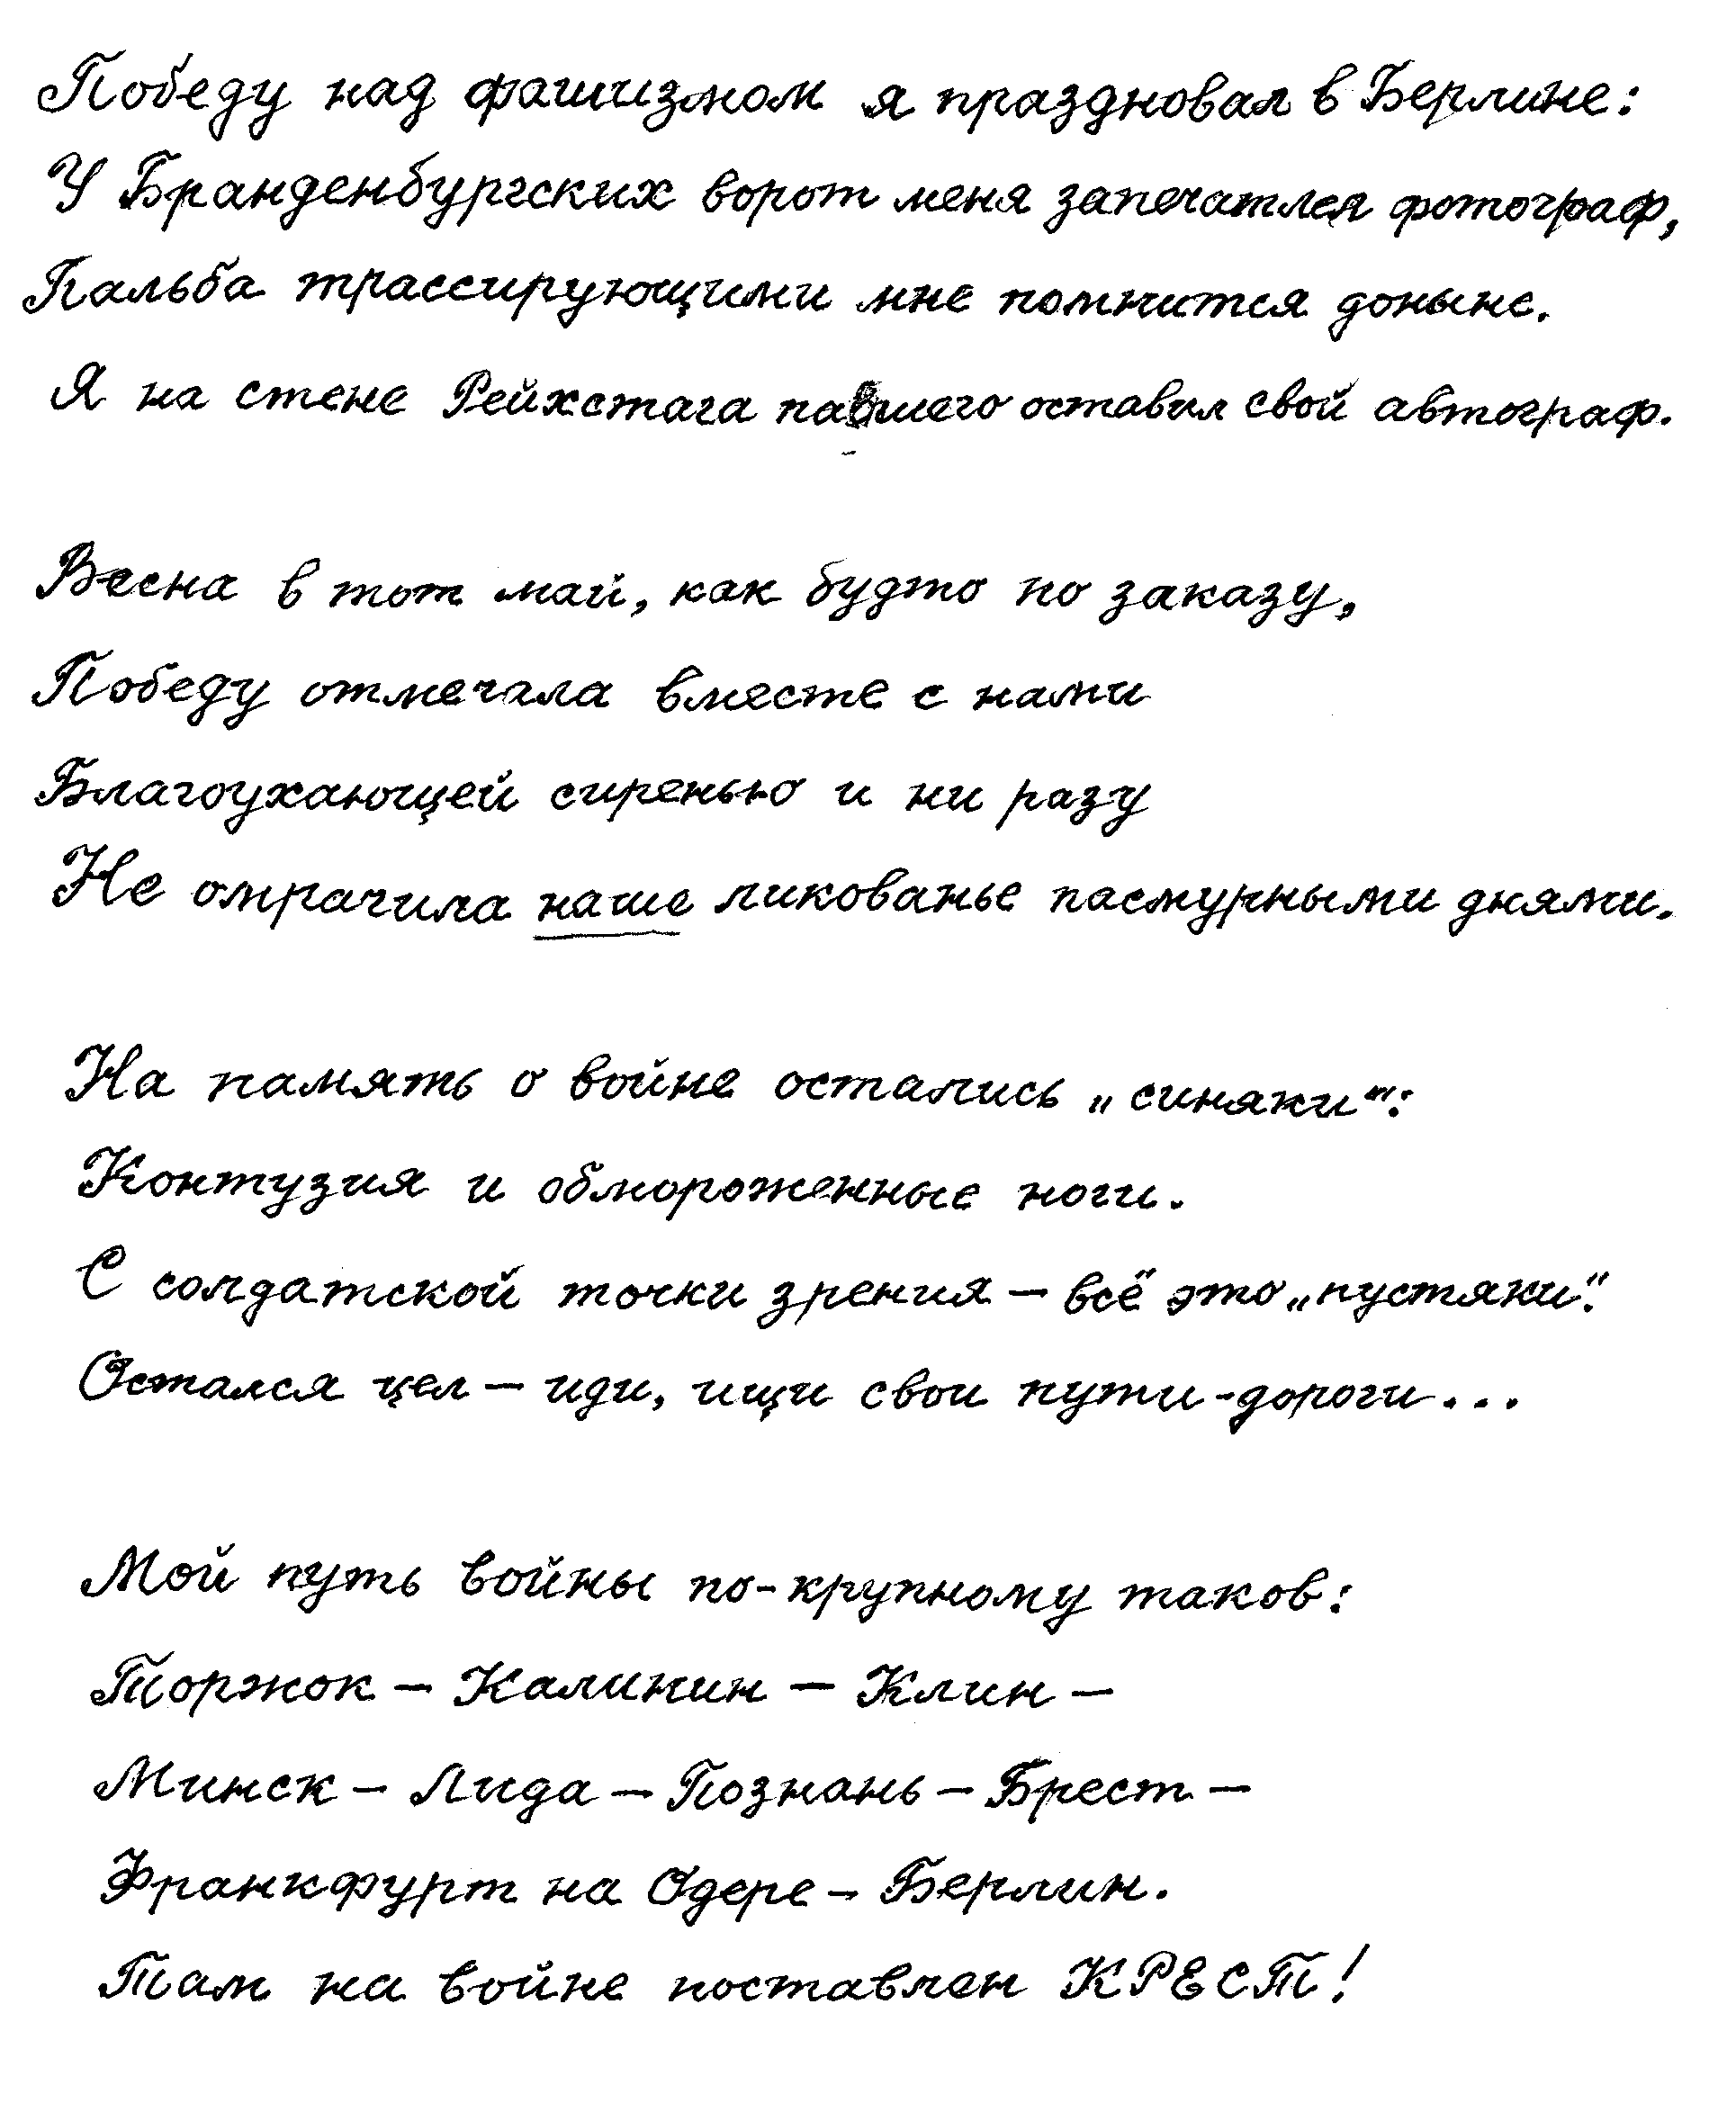 Победу над фашизмом я праздновал в Берлине:
У Бранденбургских ворот меня запечатлел фотограф,
Пальба трассирующими мне помнится доныне.
Я на стене Рейхстага павшего оставил свой автограф.
Весна в тот май, как будто по заказу,
Победу отмечала вместе с нами
Благоухающей сиренью и ни разу
Не омрачила наше ликованье пасмурными днями.
На память о войне остались „синяки“:
Контузия и обмороженные ноги.
С солдатской точки зрения – всё это „пустяки“.
Остался цел – иди, ищи свои пути-дороги...
Мой путь войны по-крупному таков:
Торжок – Калинин – Клин –
Минск – Лида – Познань – Брест –
Франкфурт на Одере – Берлин.
Там на войне поставлен КРЕСТ!